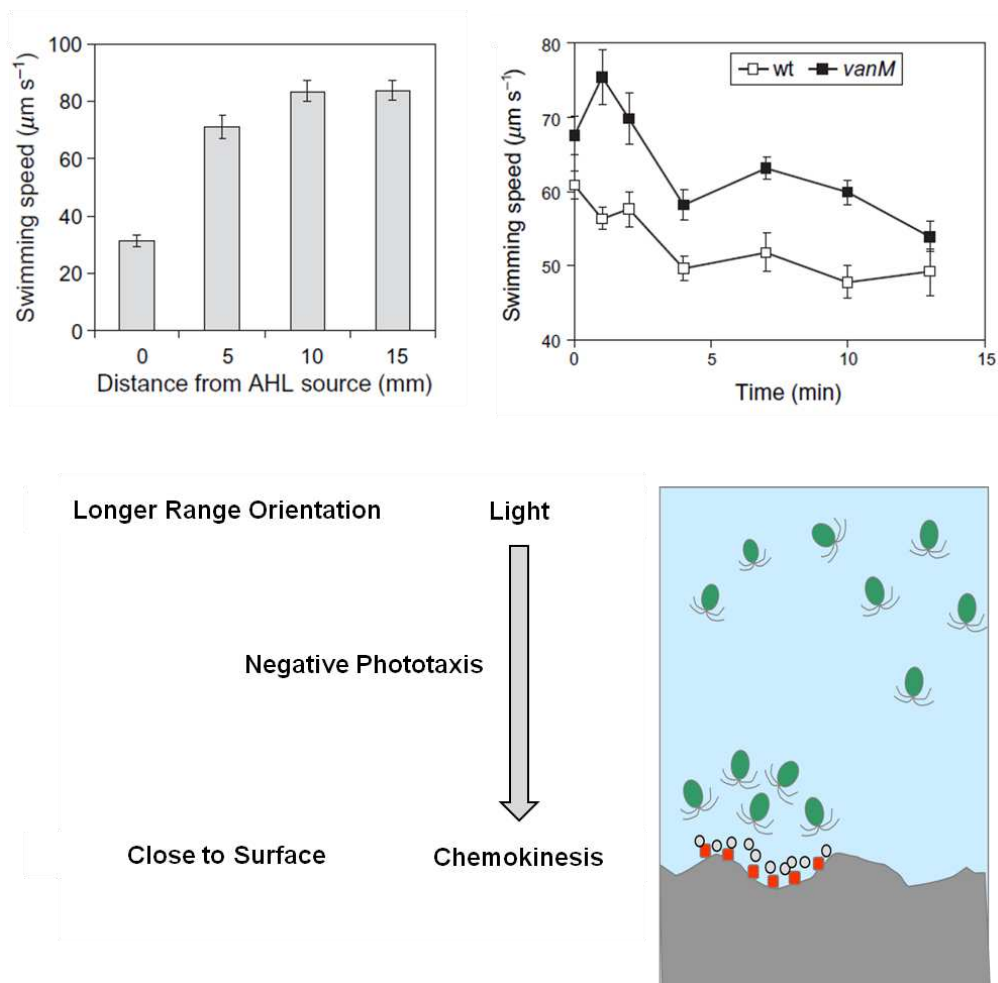 100
80
60
40
20
0
Swimming speed (µm s⁻¹)
0 5 10 15
Distance from AHL source (mm)
80
70
60
50
40
Swimming speed (µm s⁻¹)
wt vanM
0 5 10 15
Time (min)
Longer Range Orientation Light
Negative Phototaxis
Close to Surface Chemokinesis